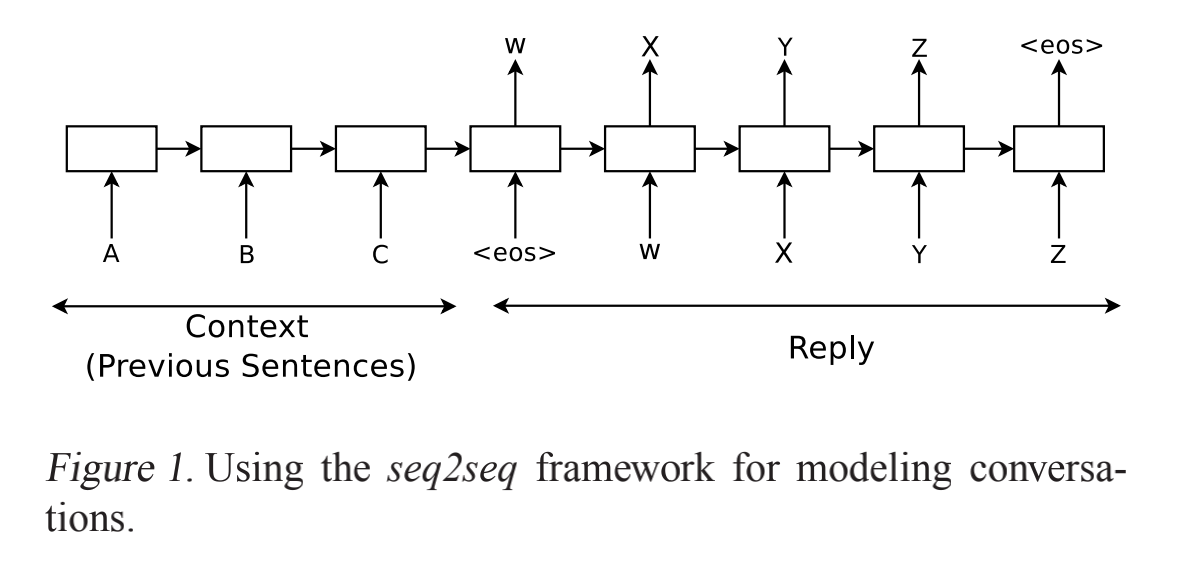 W X Y Z <eos>
A B C <eos> W X Y Z
Context
(Previous Sentences)
Reply
Figure 1. Using the seq2seq framework for modeling conversa-
tions.